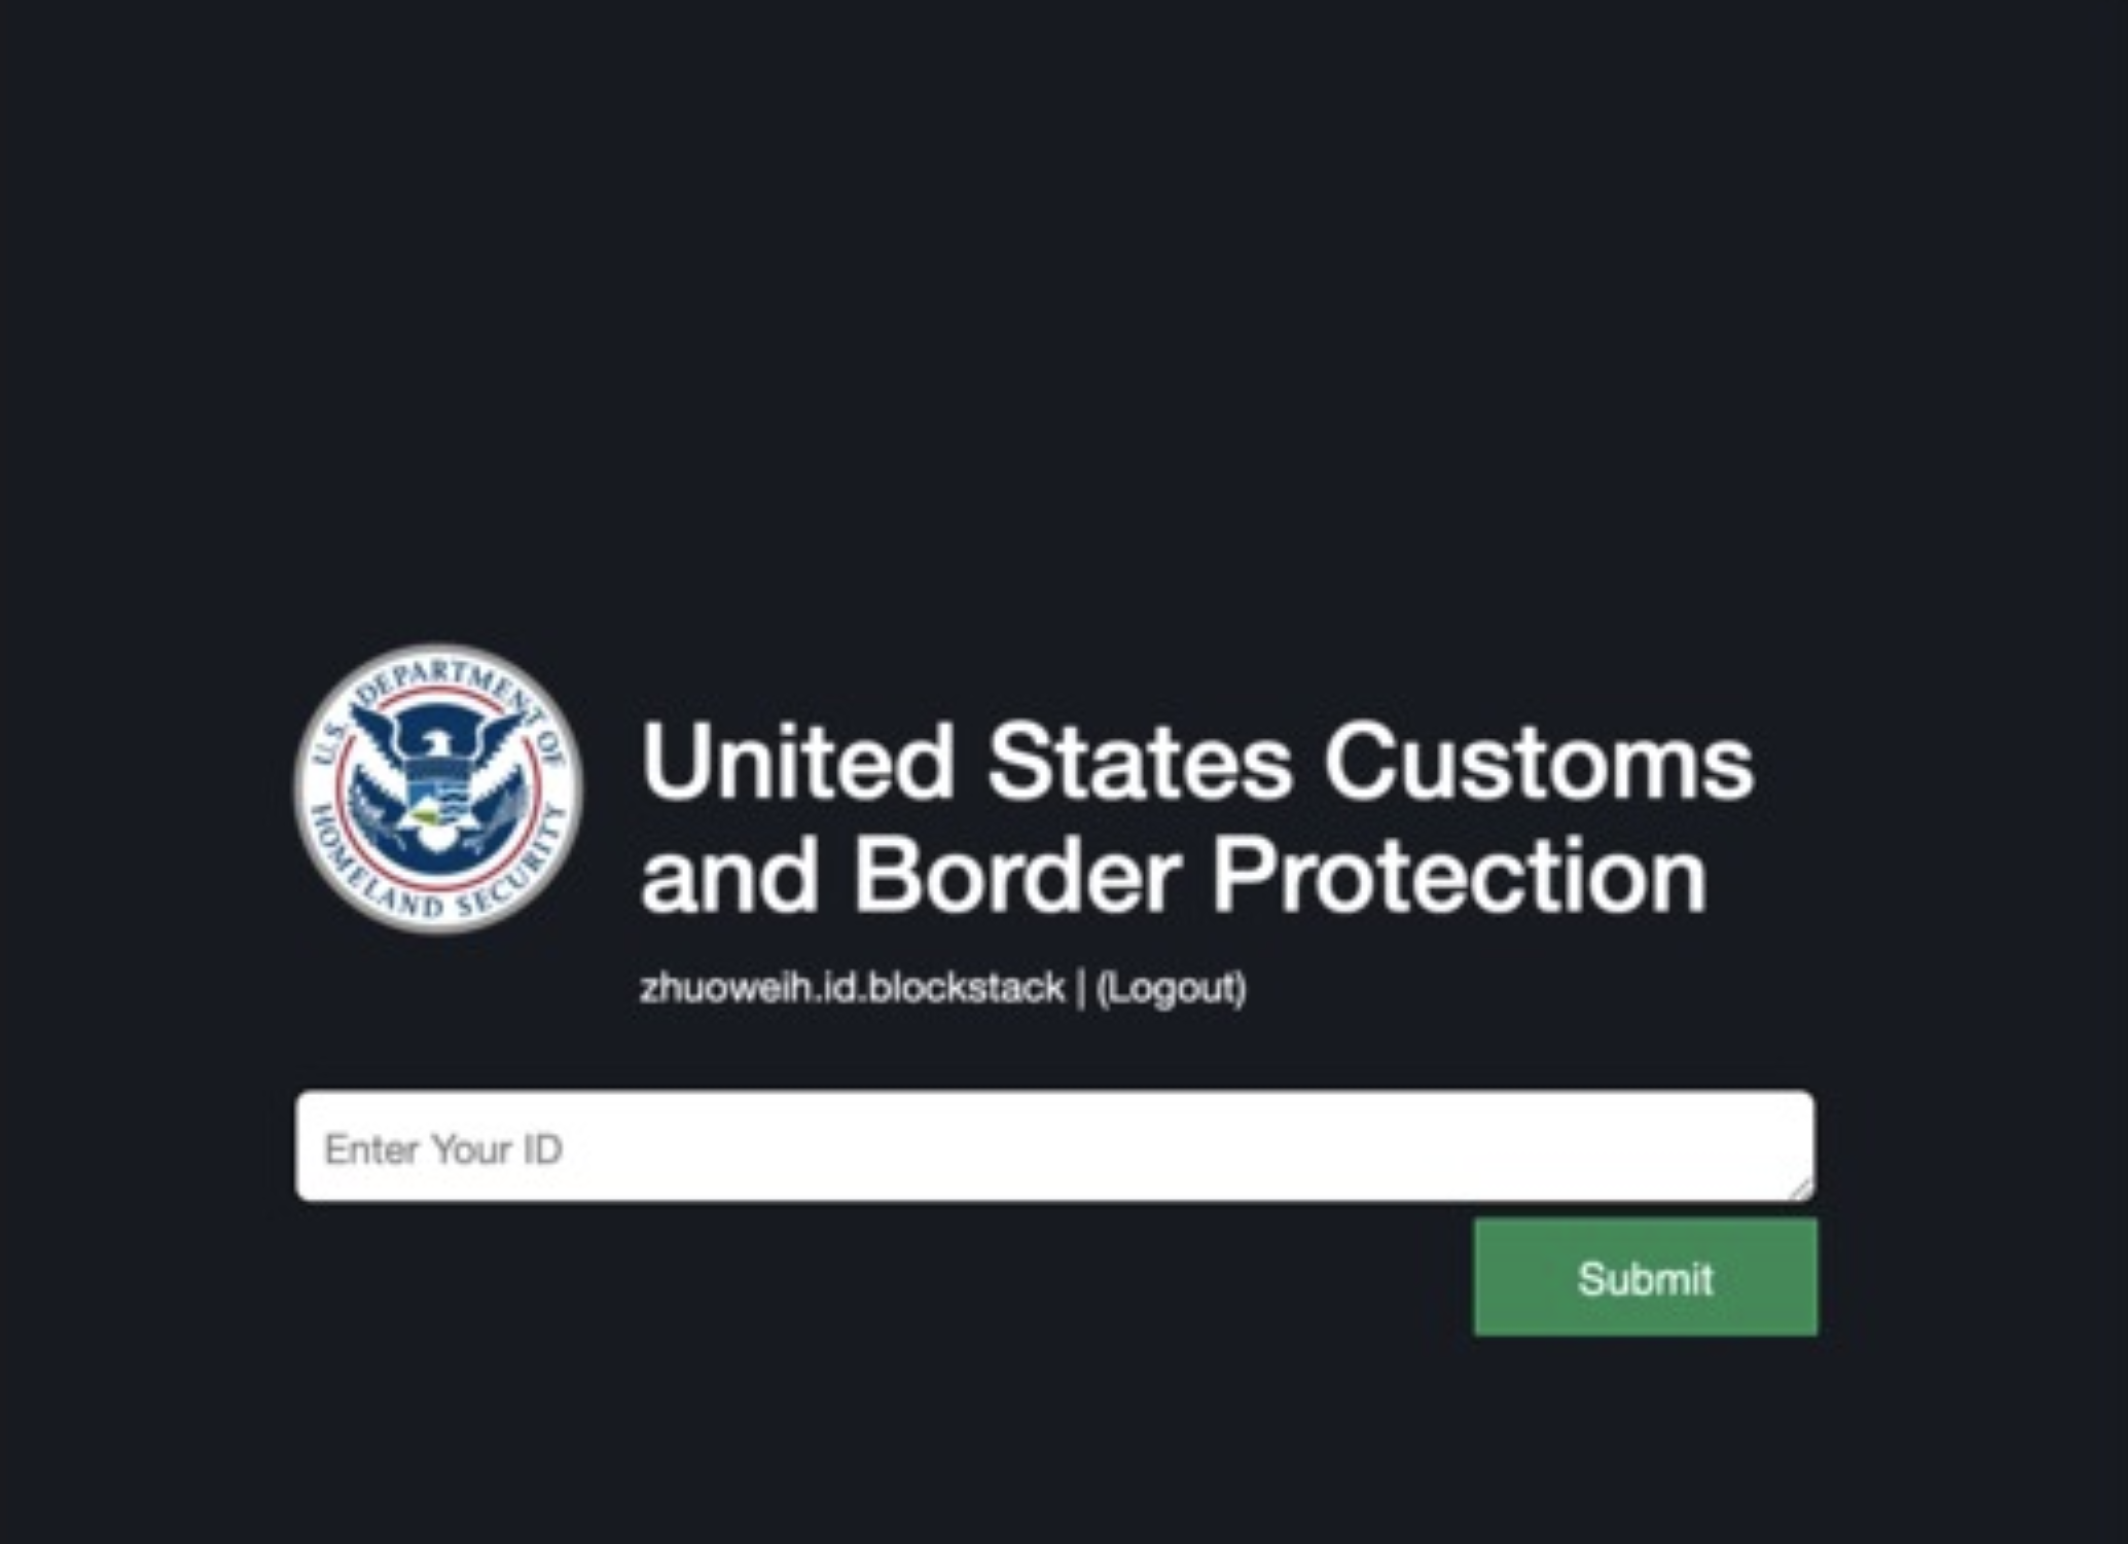 U.S. DEPARTMENT OF
HOMELAND SECURITY
United States Customs
and Border Protection
zhuoweih.id.blockstack | (Logout)
Enter Your ID
Submit